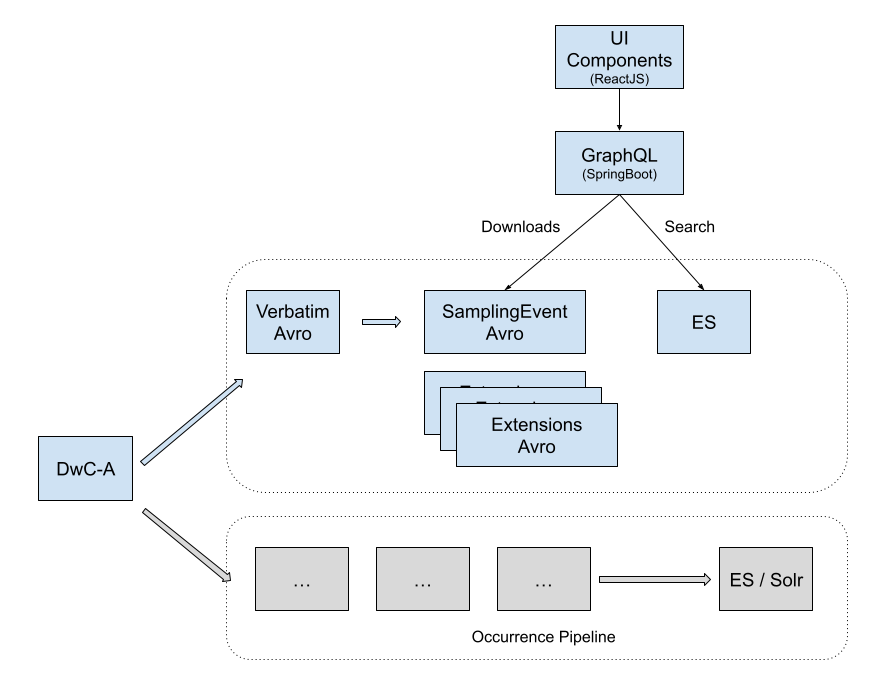 UI
Components
(ReactJS)
GraphQL
(SpringBoot)
Downloads
Search
Verbatim
Avro
SamplingEvent
Avro
ES
Extensions
Avro
DwC-A
...
...
...
ES / Solr
Occurrence Pipeline